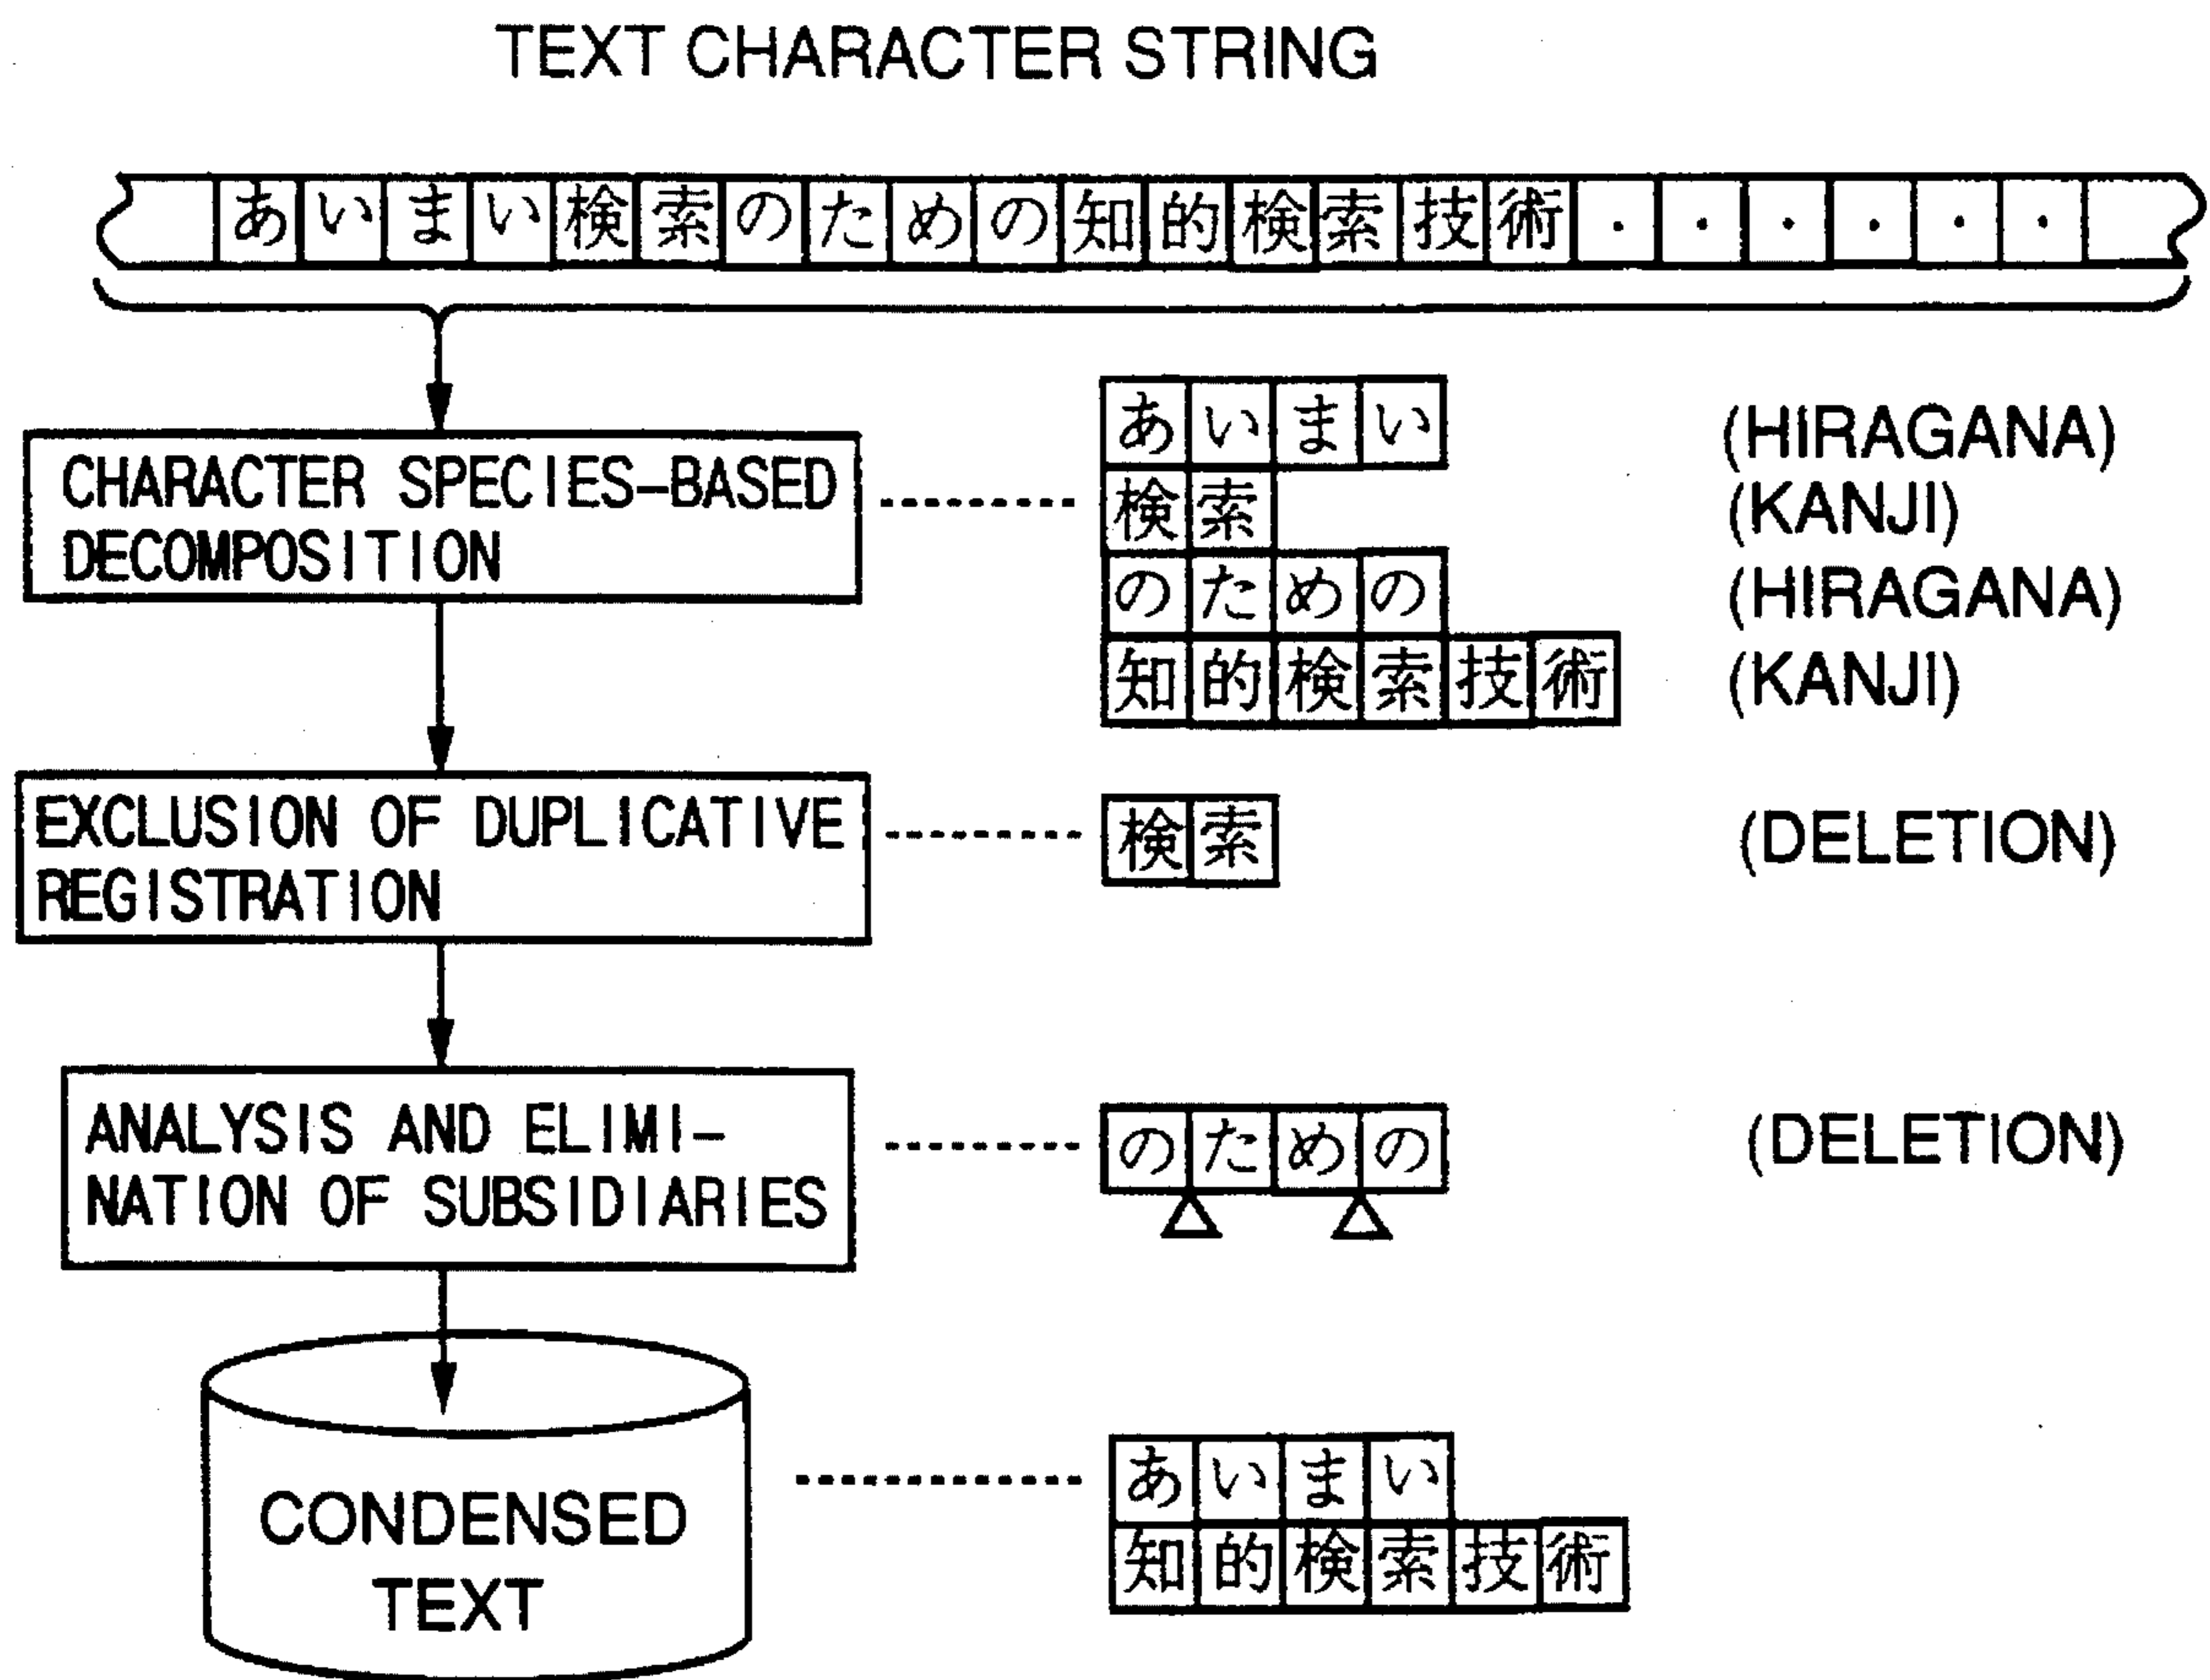 TEXT CHARACTER STRING
あいまい検索のための知的検索技術・・・・・・
CHARACTER SPECIES-BASED
DECOMPOSITION
あいまい (HIRAGANA)
検索 (KANJI)
のための (HIRAGANA)
知的検索技術 (KANJI)
EXCLUSION OF DUPLICATIVE
REGISTRATION
検索 (DELETION)
ANALYSIS AND ELIMI-
NATION OF SUBSIDIARIES
のための (DELETION)
CONDENSED
TEXT
あいまい
知的検索技術